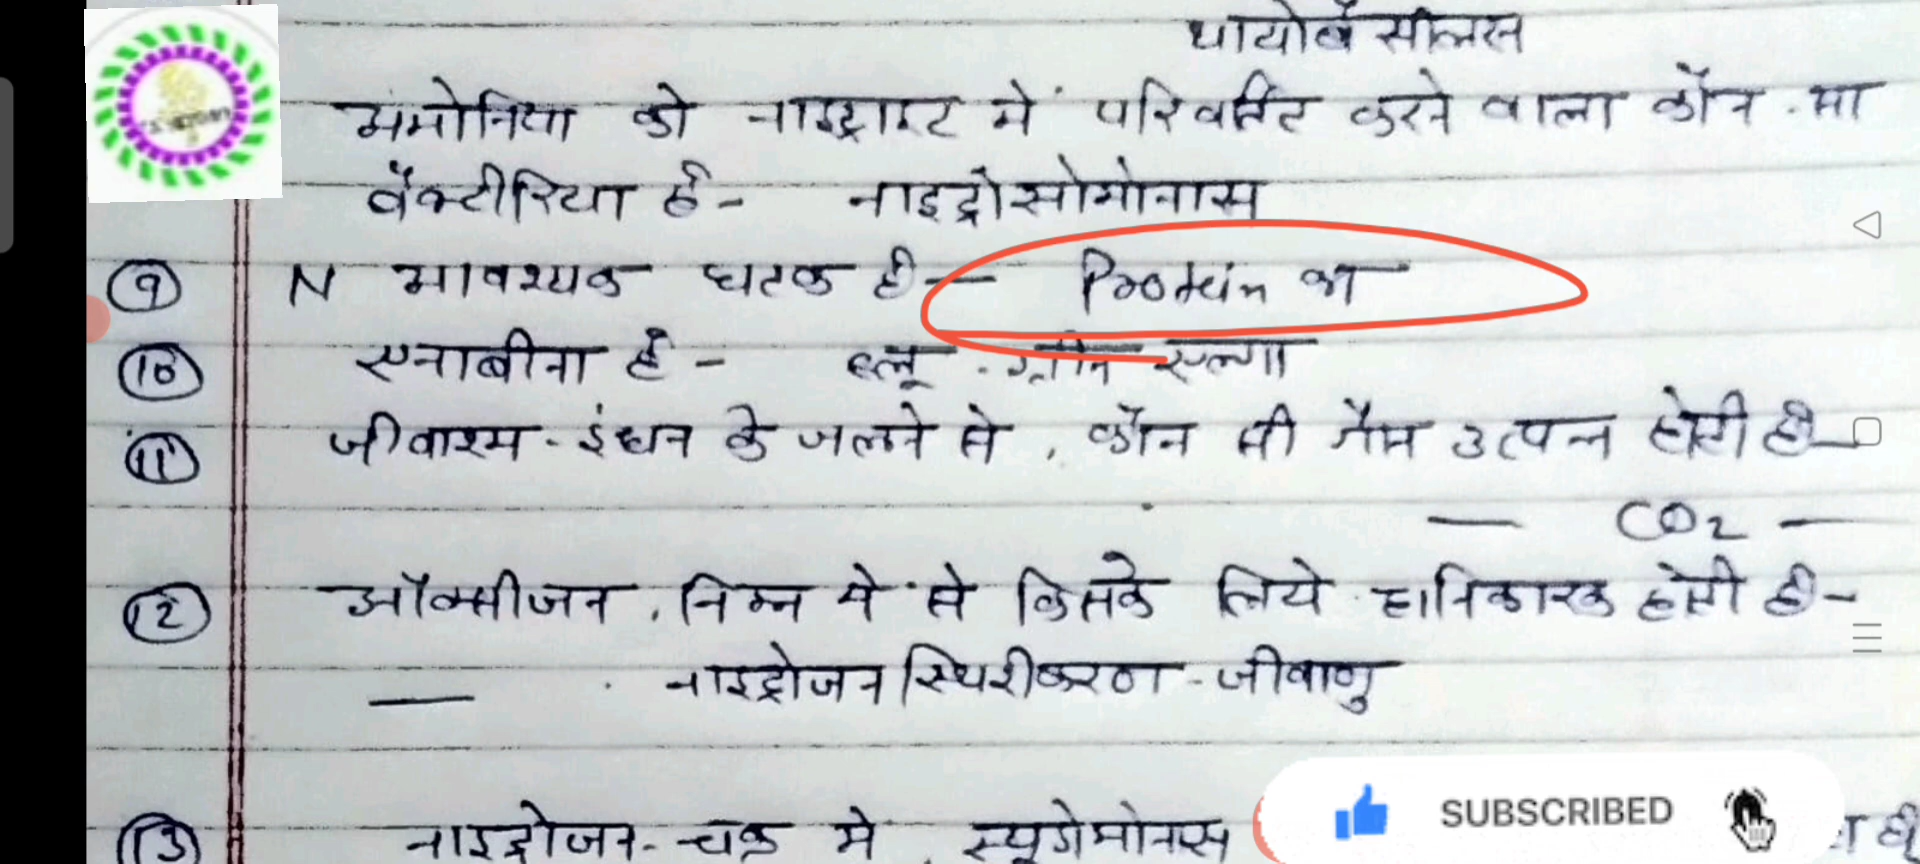 थायोबैसीलस
अमोनिया को नाइट्राइट में परिवर्तित करने वाला कौन सा
बैक्टीरिया है- नाइट्रोसोमोनास
⑨ N आवश्यक घटक है- Protein का
⑩ एनाबीना है - ब्लू-ग्रीन एल्गा
⑪ जीवाश्म-इंधन के जलने से, कौन सी गैस उत्पन्न होती है-
— CO2 —
⑫ ऑक्सीजन, निम्न मे से किसके लिये हानिकारक होती है-
— नाइट्रोजन स्थिरीकरण-जीवाणु
⑬ नाइट्रोजन-चक्र मे, स्यूडोमोनास
SUBSCRIBED